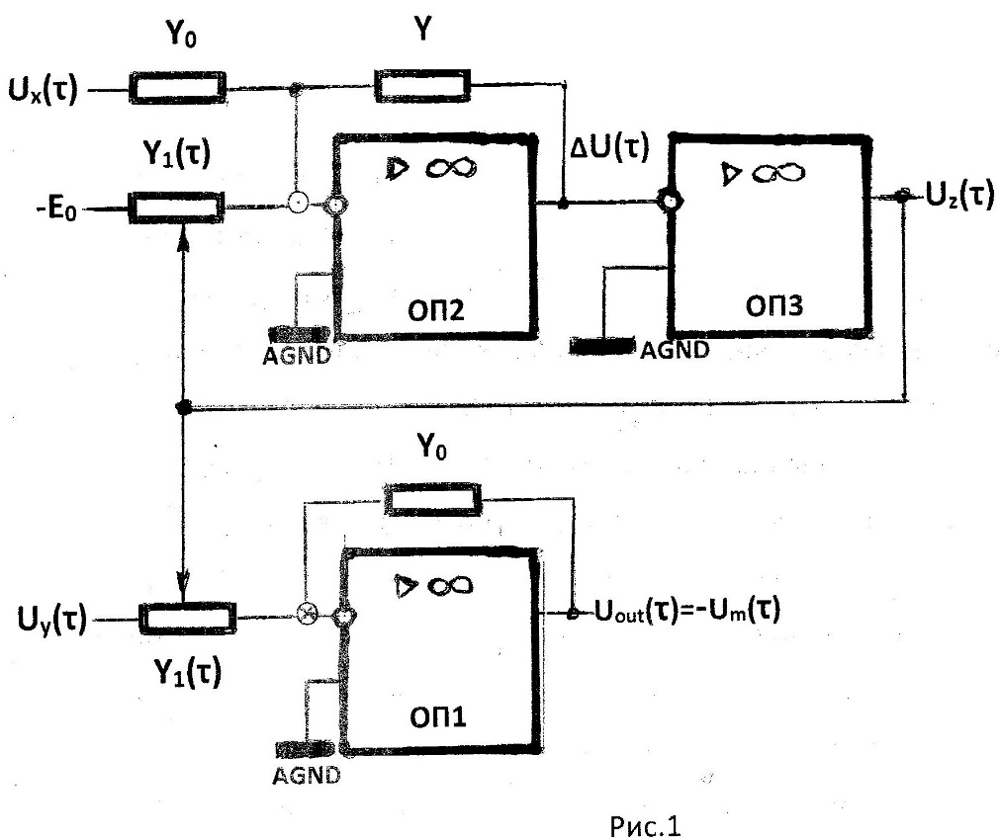 Y₀ Y
Uₓ(τ)
Y₁(τ) ΔU(τ)
▷ ∞ ▷ ∞
-E₀ U_z(τ)
ОП2 ОП3
AGND AGND
Y₀
▷ ∞
U_y(τ) U_out(τ)=-U_m(τ)
Y₁(τ)
ОП1
AGND
Рис.1